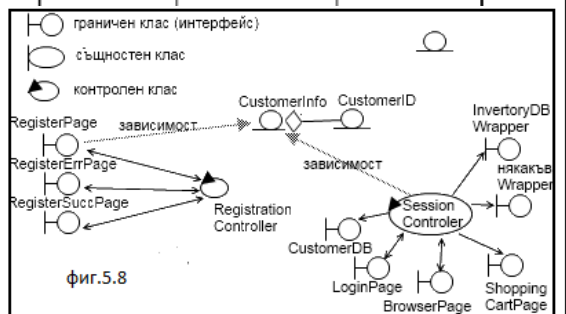 граничен клас (интерфейс)
същностен клас
контролен клас
CustomerInfo
CustomerID
RegisterPage
зависимост
InvertoryDB
Wrapper
RegisterErrPage
зависимост
някакъв
Wrapper
RegisterSuccPage
Registration
Controller
Session
Controler
CustomerDB
фиг.5.8
LoginPage
BrowserPage
Shopping
CartPage